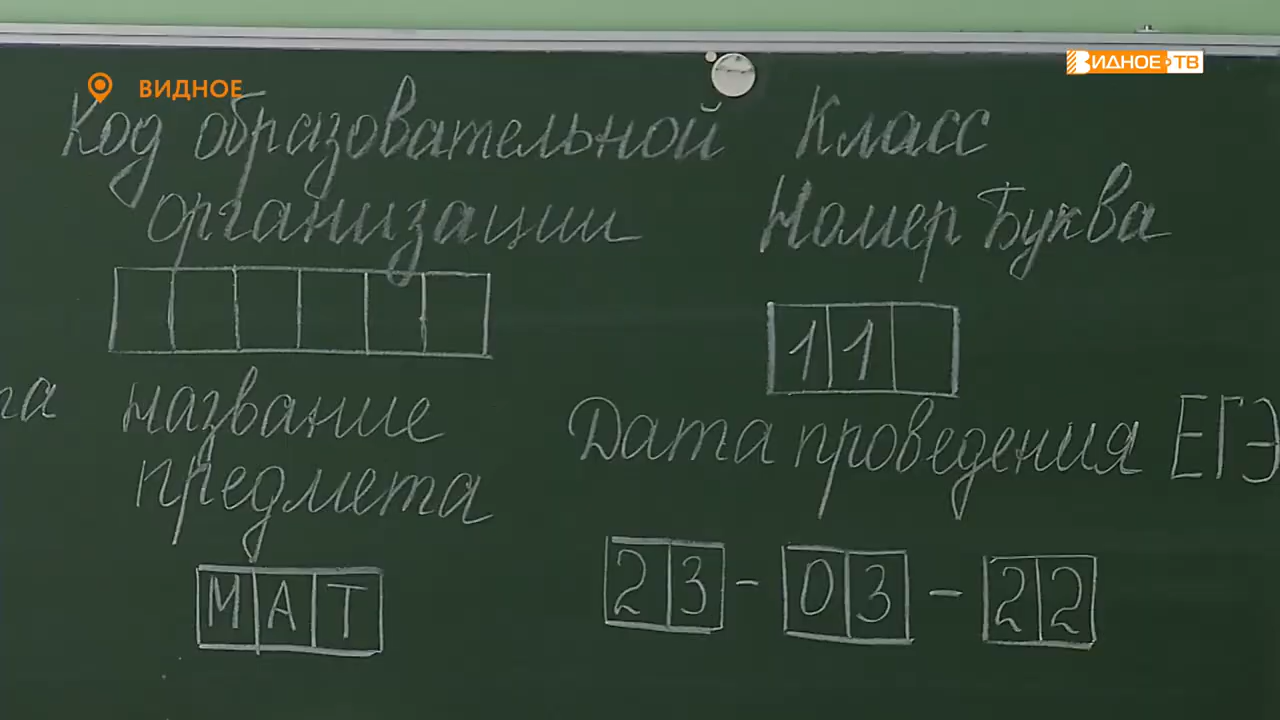 ВИДНОЕ
ВИДНОЕ ТВ
Код образовательной
организации
Класс
Номер Буква
11
название
предмета
МАТ
Дата проведения ЕГЭ
23-03-22